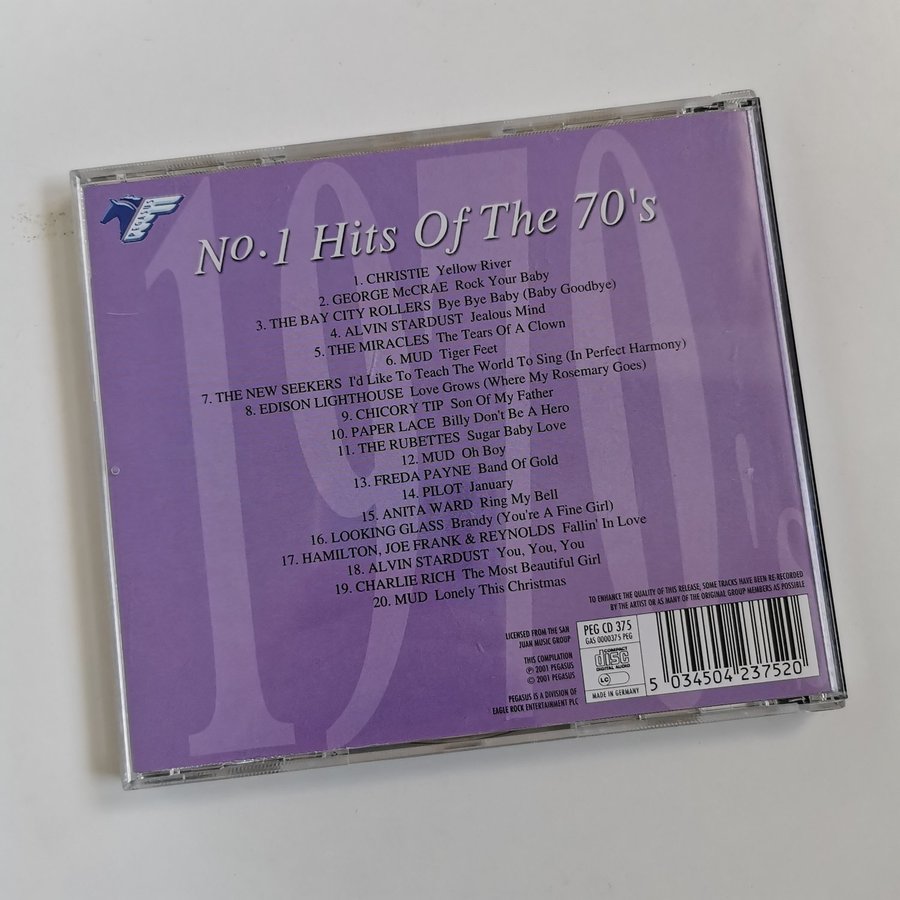 1970's
No.1 Hits Of The 70's
1. CHRISTIE Yellow River
2. GEORGE McCRAE Rock Your Baby
3. THE BAY CITY ROLLERS Bye Bye Baby (Baby Goodbye)
4. ALVIN STARDUST Jealous Mind
5. THE MIRACLES The Tears Of A Clown
6. MUD Tiger Feet
7. THE NEW SEEKERS I'd Like To Teach The World To Sing (In Perfect Harmony)
8. EDISON LIGHTHOUSE Love Grows (Where My Rosemary Goes)
9. CHICORY TIP Son Of My Father
10. PAPER LACE Billy Don't Be A Hero
11. THE RUBETTES Sugar Baby Love
12. MUD Oh Boy
13. FREDA PAYNE Band Of Gold
14. PILOT January
15. ANITA WARD Ring My Bell
16. LOOKING GLASS Brandy (You're A Fine Girl)
17. HAMILTON, JOE FRANK & REYNOLDS Fallin' In Love
18. ALVIN STARDUST You, You, You
19. CHARLIE RICH The Most Beautiful Girl
20. MUD Lonely This Christmas
TO ENHANCE THE QUALITY OF THIS RELEASE, SOME TRACKS HAVE BEEN RE-RECORDED
BY THE ARTIST OR AS MANY OF THE ORIGINAL GROUP MEMBERS AS POSSIBLE
LICENSED FROM THE SAN
JUAN MUSIC GROUP
THIS COMPILATION
℗ 2001 PEGASUS
© 2001 PEGASUS
PEGASUS IS A DIVISION OF
EAGLE ROCK ENTERTAINMENT PLC
PEG CD 375
GAS 0000375 PEG
COMPACT
disc
DIGITAL AUDIO
LC
MADE IN GERMANY
5 034504 237520